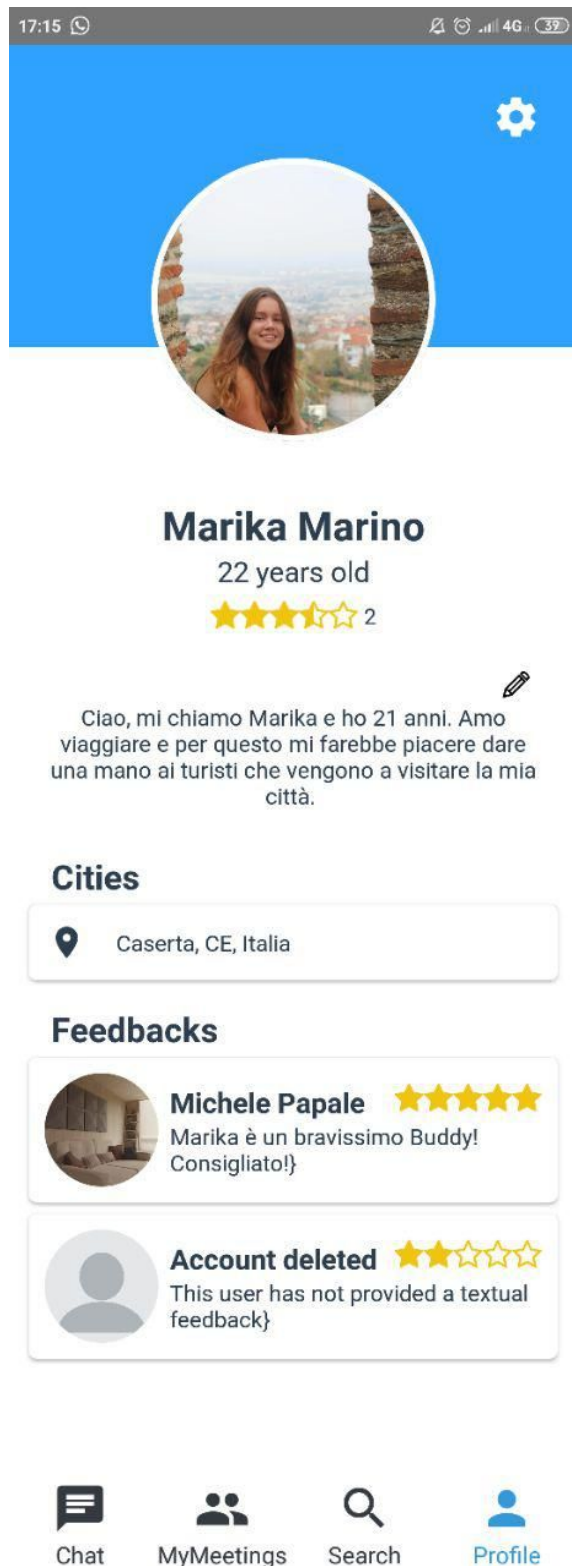 17:15 4G 39
Marika Marino
22 years old
2
Ciao, mi chiamo Marika e ho 21 anni. Amo
viaggiare e per questo mi farebbe piacere dare
una mano ai turisti che vengono a visitare la mia
città.
Cities
Caserta, CE, Italia
Feedbacks
Michele Papale
Marika è un bravissimo Buddy!
Consigliato!}
Account deleted
This user has not provided a textual
feedback}
Chat MyMeetings Search Profile